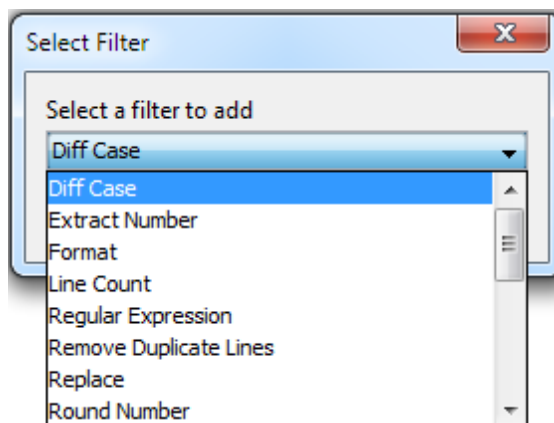 Select Filter
Select a filter to add
Diff Case
Diff Case
Extract Number
Format
Line Count
Regular Expression
Remove Duplicate Lines
Replace
Round Number